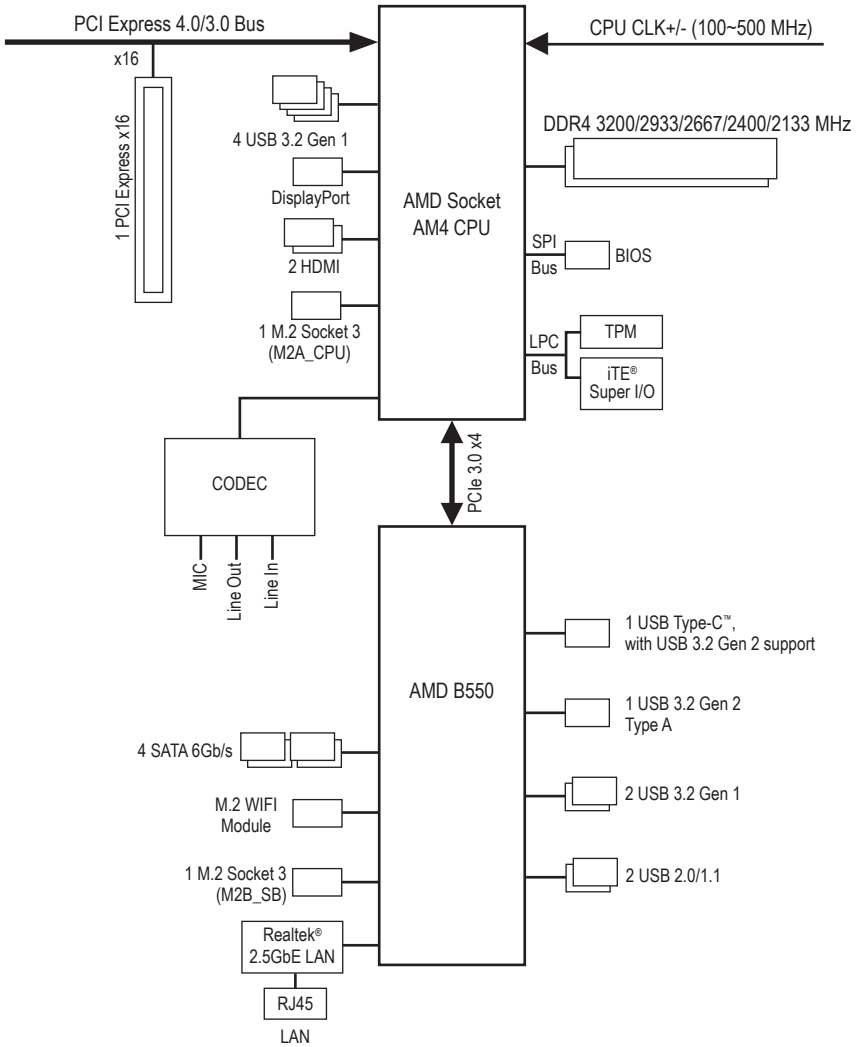 PCI Express 4.0/3.0 Bus
CPU CLK+/- (100~500 MHz)
x16
1 PCI Express x16
4 USB 3.2 Gen 1
DDR4 3200/2933/2667/2400/2133 MHz
DisplayPort
AMD Socket
AM4 CPU
2 HDMI
SPI
Bus
BIOS
1 M.2 Socket 3
(M2A_CPU)
LPC
Bus
TPM
iTE®
Super I/O
PCIe 3.0 x4
CODEC
MIC
Line Out
Line In
AMD B550
1 USB Type-C™,
with USB 3.2 Gen 2 support
1 USB 3.2 Gen 2
Type A
4 SATA 6Gb/s
2 USB 3.2 Gen 1
M.2 WIFI
Module
1 M.2 Socket 3
(M2B_SB)
2 USB 2.0/1.1
Realtek®
2.5GbE LAN
RJ45
LAN